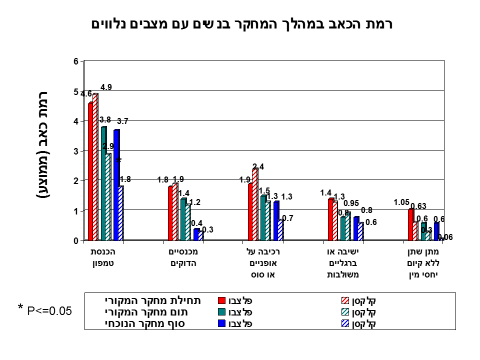 רמת הכאב במהלך המחקר בנשים עם מצבים נלווים
רמת כאב (ממוצע)
6
5
4
3
2
1
0
4.6 4.9 3.8 2.9 3.7 1.8
1.8 1.9 1.4 1.2 0.4 0.3
1.9 2.4 1.5 1.3 1.3 0.7
1.4 1.3 0.95 0.8 0.6
1.05 0.63 0.6 0.3 0.6 0.06
הכנסת
טמפון
מכנסיים
הדוקים
רכיבה על
אופניים
או סוס
ישיבה או
ברגליים
משולבות
מתן שתן
ללא קיום
יחסי מין
תחילת מחקר המקורי פלצבו קלקסן
תום מחקר המקורי פלצבו קלקסן
סוף מחקר הנוכחי פלצבו קלקסן
* P<=0.05